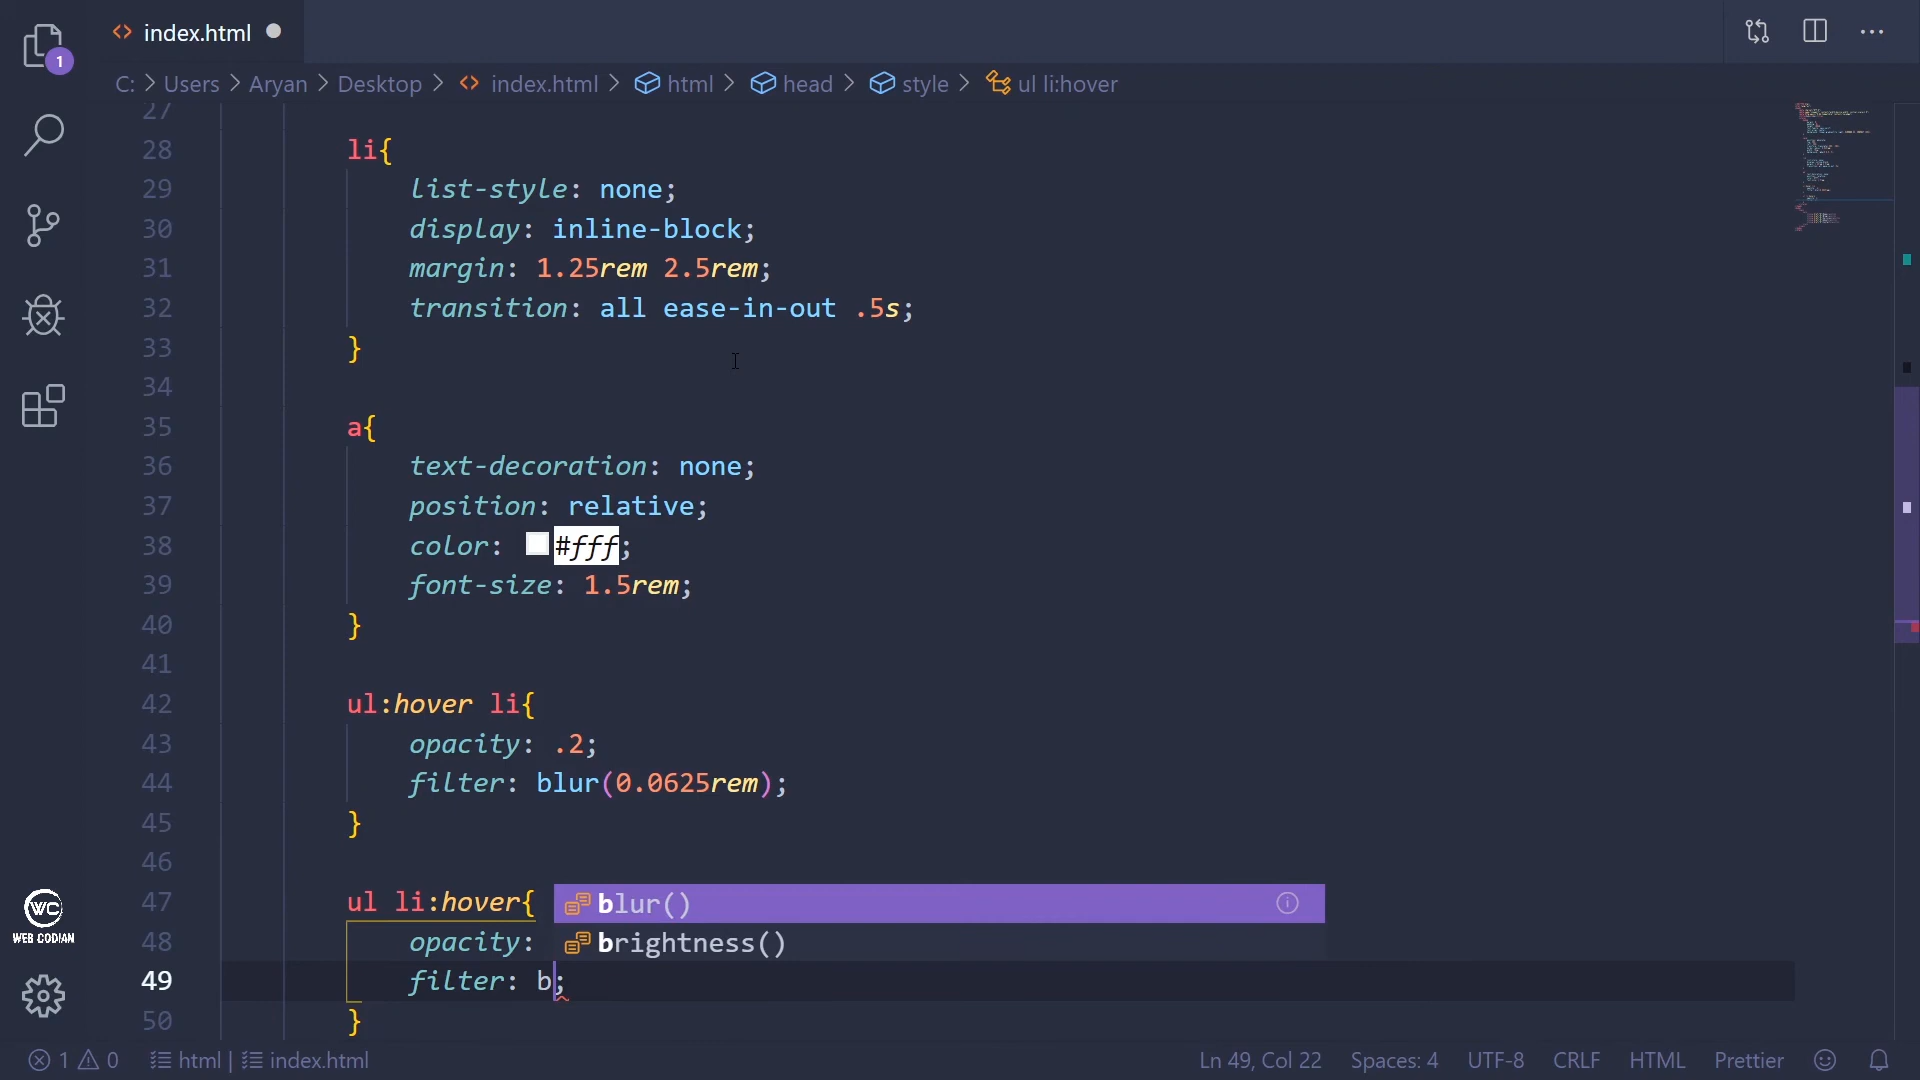 index.html
1
C: > Users > Aryan > Desktop > index.html > html > head > style > ul li:hover
27
28 li{
29 list-style: none;
30 display: inline-block;
31 margin: 1.25rem 2.5rem;
32 transition: all ease-in-out .5s;
33 }
34
35 a{
36 text-decoration: none;
37 position: relative;
38 color: #fff;
39 font-size: 1.5rem;
40 }
41
42 ul:hover li{
43 opacity: .2;
44 filter: blur(0.0625rem);
45 }
46
47 ul li:hover{ blur()
48 opacity: brightness()
49 filter: b;
50 }
WC
WEB CODIAN
1 0 html | index.html Ln 49, Col 22 Spaces: 4 UTF-8 CRLF HTML Prettier